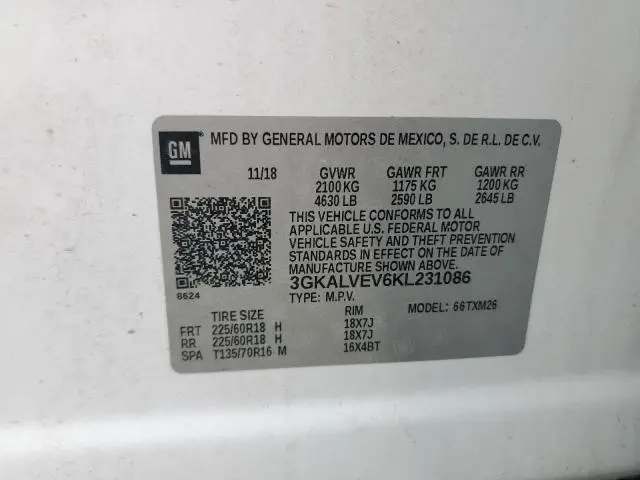 GM
MFD BY GENERAL MOTORS DE MEXICO, S. DE R.L. DE C.V.
11/18 GVWR GAWR FRT GAWR RR
2100 KG 1175 KG 1200 KG
4630 LB 2590 LB 2645 LB
THIS VEHICLE CONFORMS TO ALL
APPLICABLE U.S. FEDERAL MOTOR
VEHICLE SAFETY AND THEFT PREVENTION
STANDARDS IN EFFECT ON THE DATE OF
MANUFACTURE SHOWN ABOVE.
8624
3GKALVEV6KL231086
TYPE: M.P.V. MODEL: 66TXM26
TIRE SIZE RIM
FRT 225/60R18 H 18X7J
RR 225/60R18 H 18X7J
SPA T135/70R16 M 16X4BT